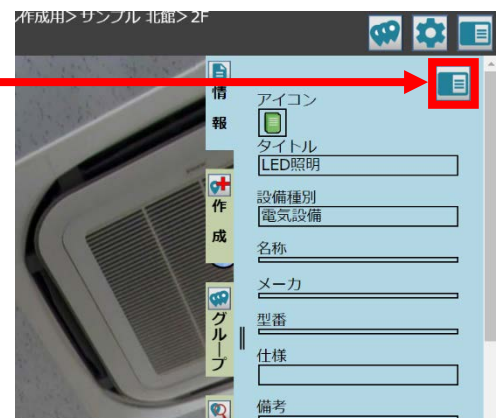 作成用> サンプル 北館> 2F
情
報
アイコン
タイトル
LED照明
作
成
設備種別
電気設備
名称
メーカ
グループ
型番
仕様
備考